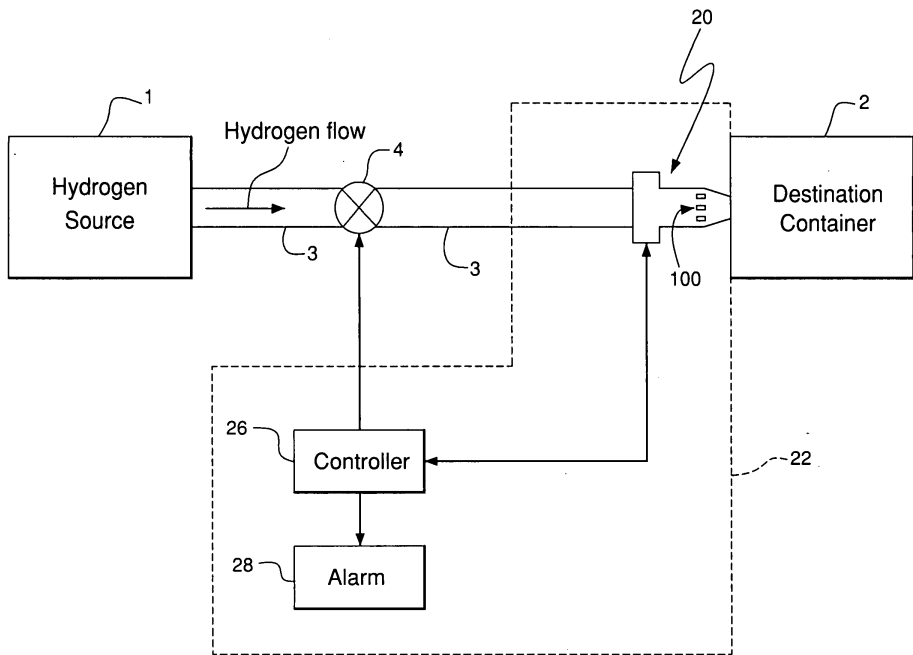 20
1
2
Hydrogen flow
4
Hydrogen
Source
Destination
Container
3
3
100
26
Controller
22
28
Alarm